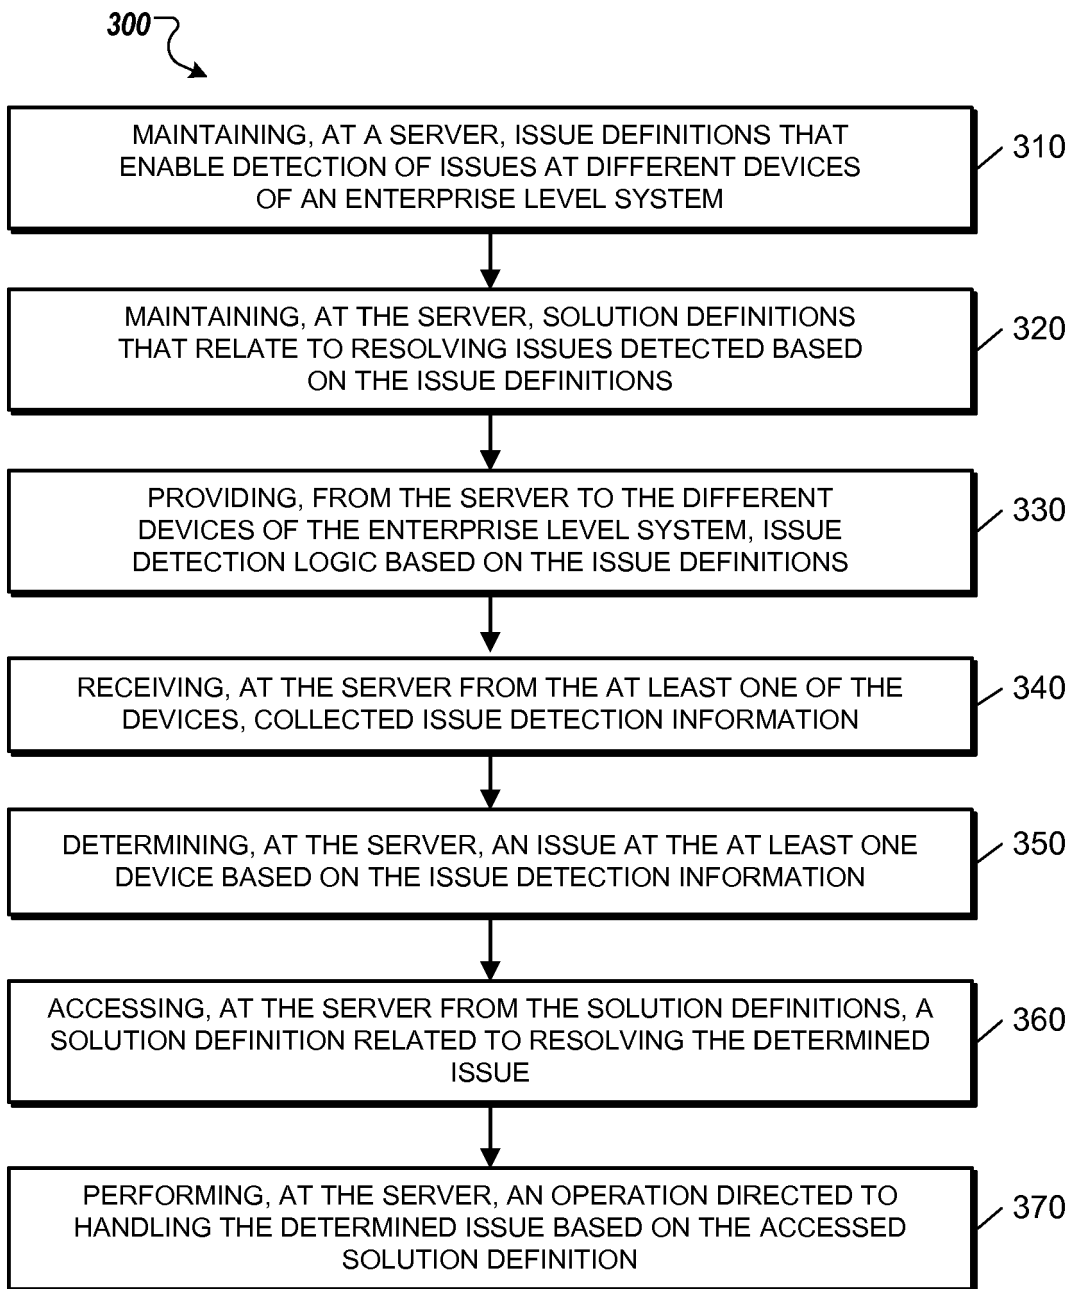 300
MAINTAINING, AT A SERVER, ISSUE DEFINITIONS THAT
ENABLE DETECTION OF ISSUES AT DIFFERENT DEVICES
OF AN ENTERPRISE LEVEL SYSTEM
310
MAINTAINING, AT THE SERVER, SOLUTION DEFINITIONS
THAT RELATE TO RESOLVING ISSUES DETECTED BASED
ON THE ISSUE DEFINITIONS
320
PROVIDING, FROM THE SERVER TO THE DIFFERENT
DEVICES OF THE ENTERPRISE LEVEL SYSTEM, ISSUE
DETECTION LOGIC BASED ON THE ISSUE DEFINITIONS
330
RECEIVING, AT THE SERVER FROM THE AT LEAST ONE OF THE
DEVICES, COLLECTED ISSUE DETECTION INFORMATION
340
DETERMINING, AT THE SERVER, AN ISSUE AT THE AT LEAST ONE
DEVICE BASED ON THE ISSUE DETECTION INFORMATION
350
ACCESSING, AT THE SERVER FROM THE SOLUTION DEFINITIONS, A
SOLUTION DEFINITION RELATED TO RESOLVING THE DETERMINED
ISSUE
360
PERFORMING, AT THE SERVER, AN OPERATION DIRECTED TO
HANDLING THE DETERMINED ISSUE BASED ON THE ACCESSED
SOLUTION DEFINITION
370